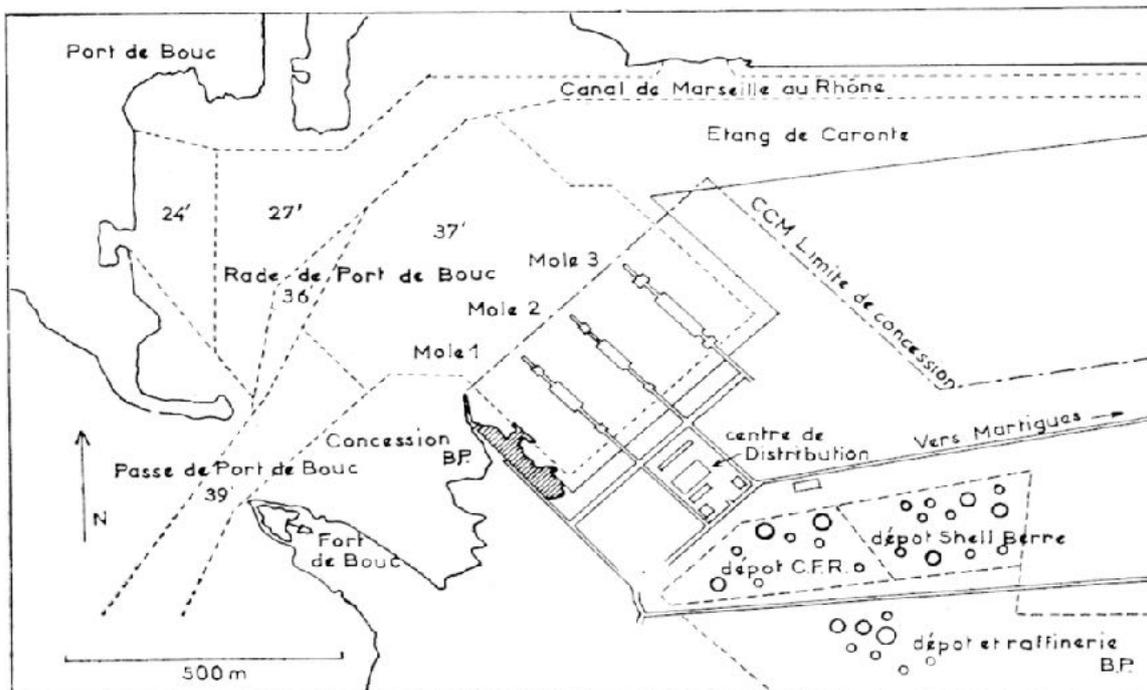 Port de Bouc
Canal de Marseille au Rhône
Etang de Caronte
24'
27'
37'
CCM Limite de concession
Mole 3
Rade de Port de Bouc
36
Mole 2
Mole 1
Concession
B.P.
centre de
Distribution
Vers Martigues
Passe de Port de Bouc
39
N
Fort
de Bouc
dépot Shell Berre
dépot C.F.R.
500 m
dépot et raffinerie
B.P.